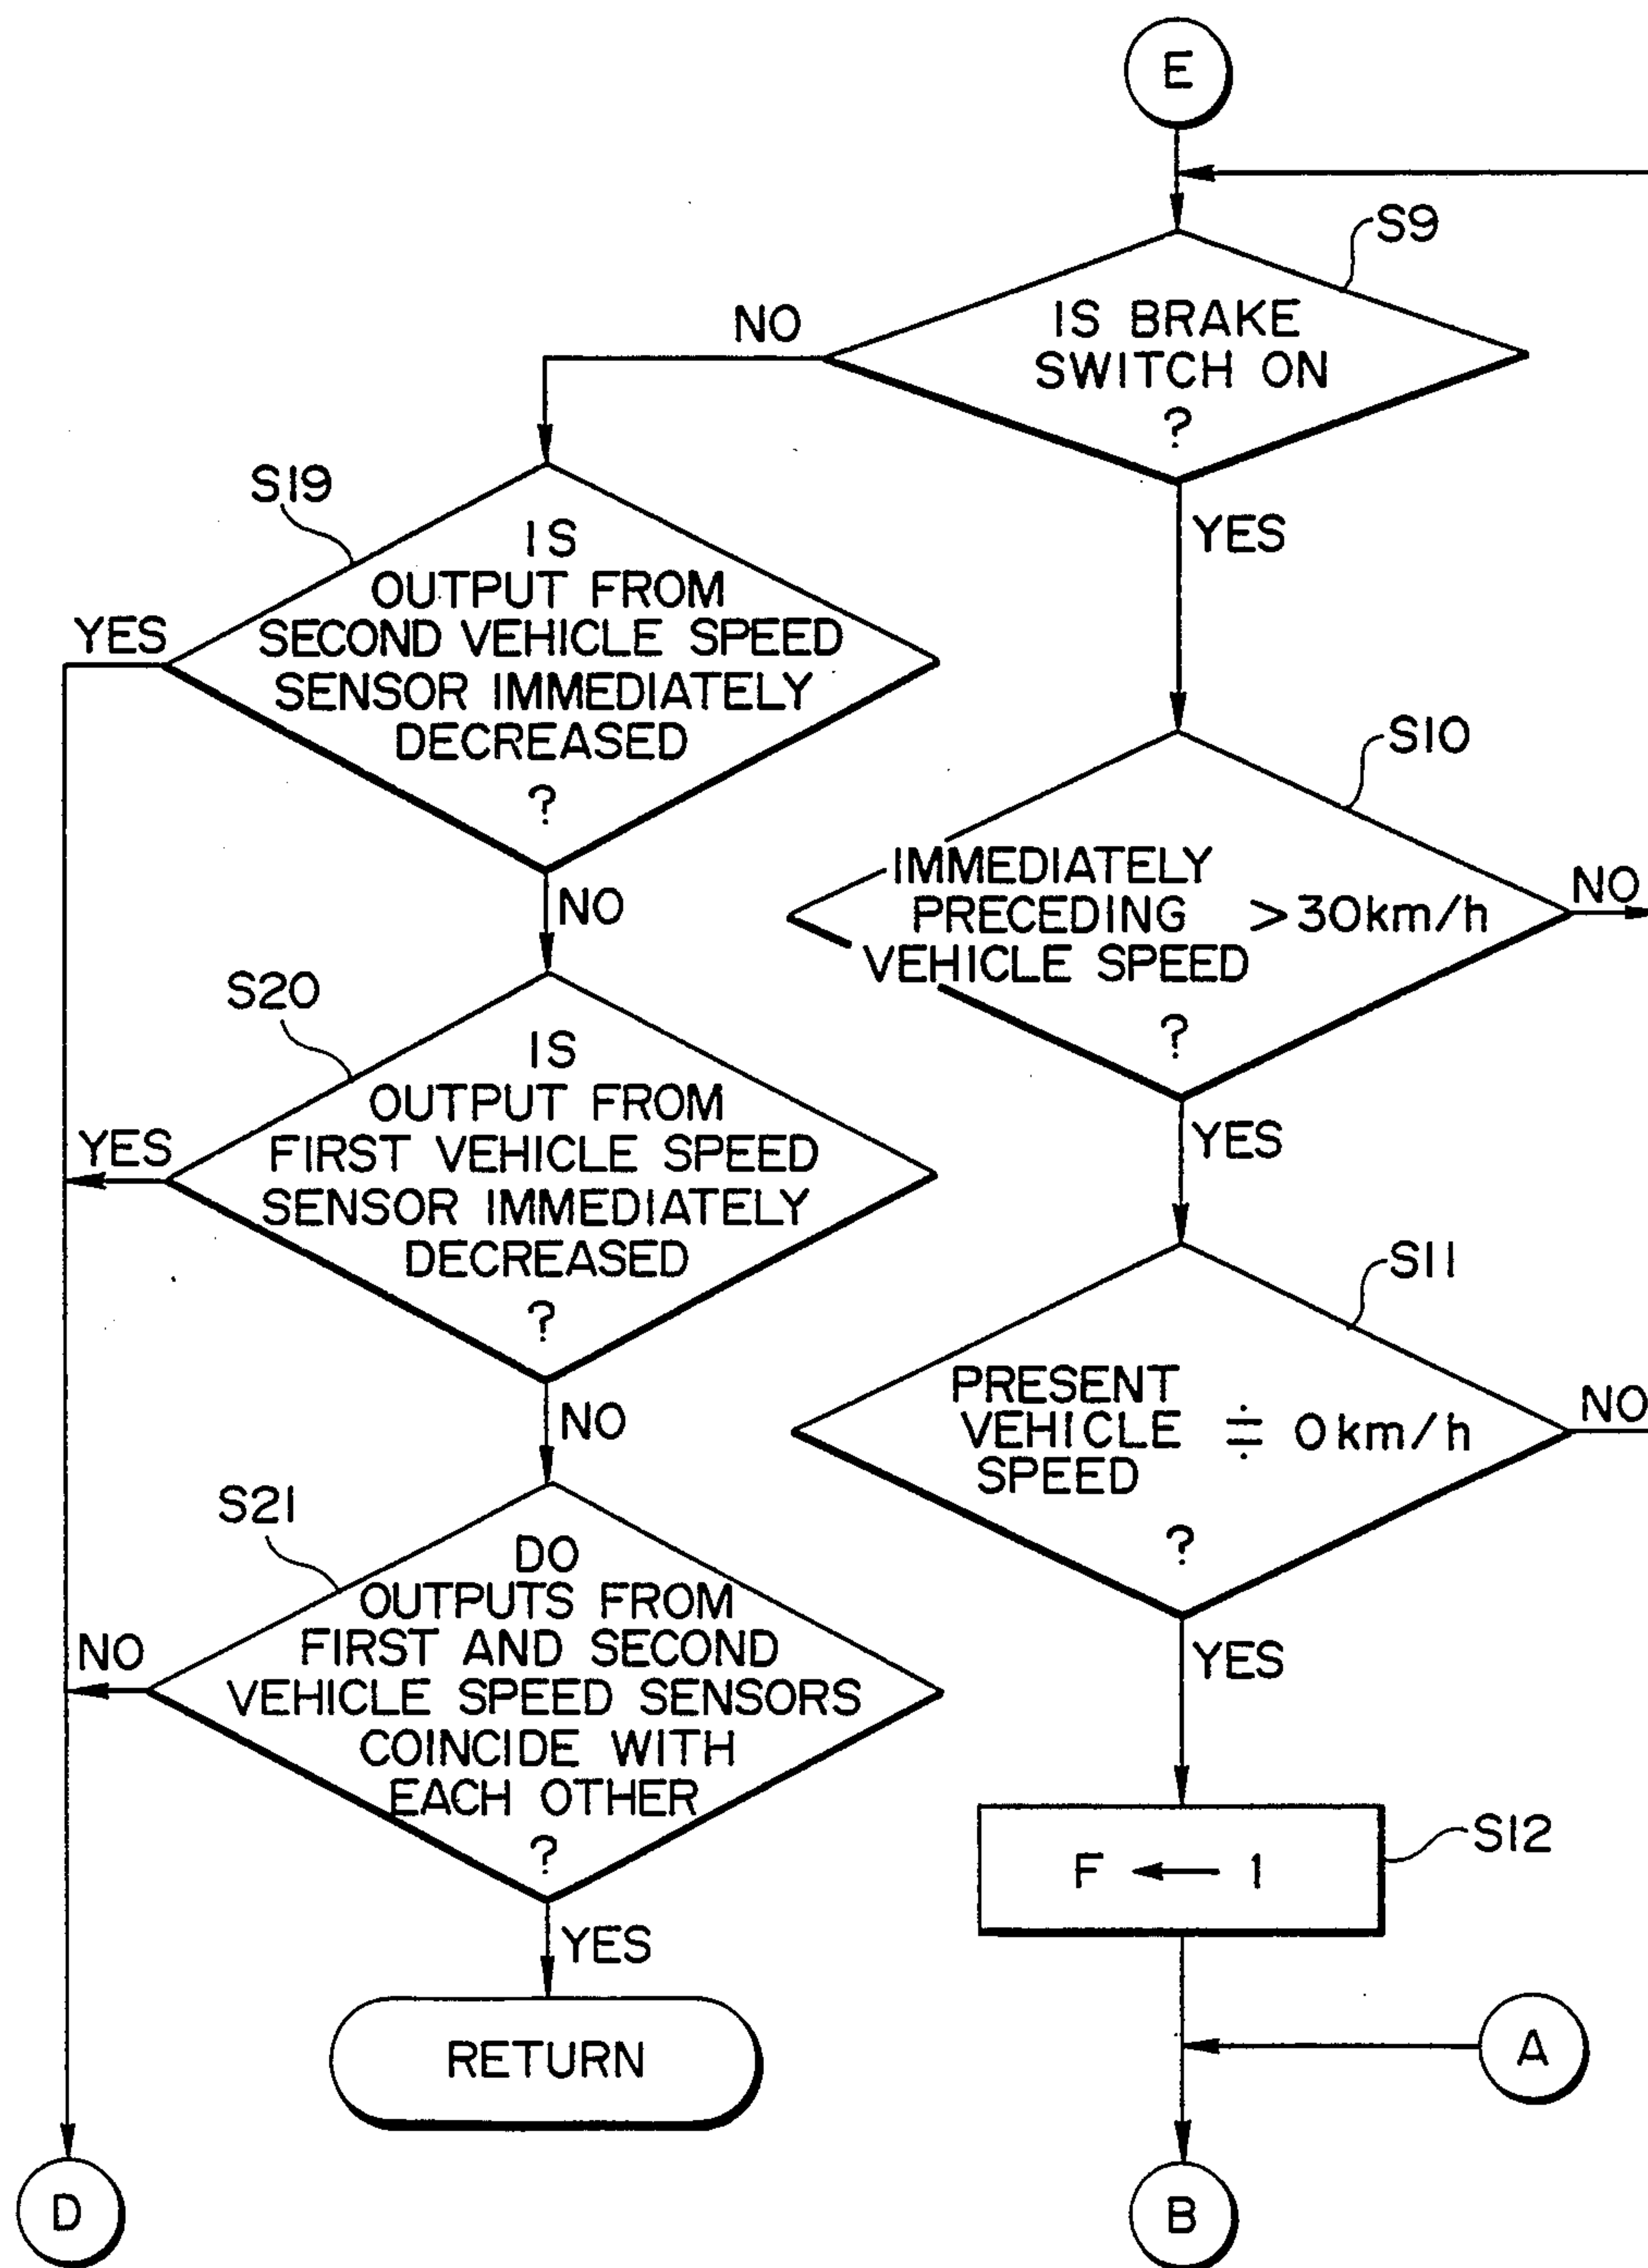 E
S9
IS BRAKE
SWITCH ON
?
NO
YES
S19
IS
OUTPUT FROM
SECOND VEHICLE SPEED
SENSOR IMMEDIATELY
DECREASED
?
YES
NO
S10
IMMEDIATELY
PRECEDING > 30km/h
VEHICLE SPEED
?
NO
YES
S20
IS
OUTPUT FROM
FIRST VEHICLE SPEED
SENSOR IMMEDIATELY
DECREASED
?
YES
NO
S11
PRESENT
VEHICLE ≑ 0km/h
SPEED
?
NO
YES
S21
DO
OUTPUTS FROM
FIRST AND SECOND
VEHICLE SPEED SENSORS
COINCIDE WITH
EACH OTHER
?
NO
YES
S12
F ← 1
RETURN
A
D
B